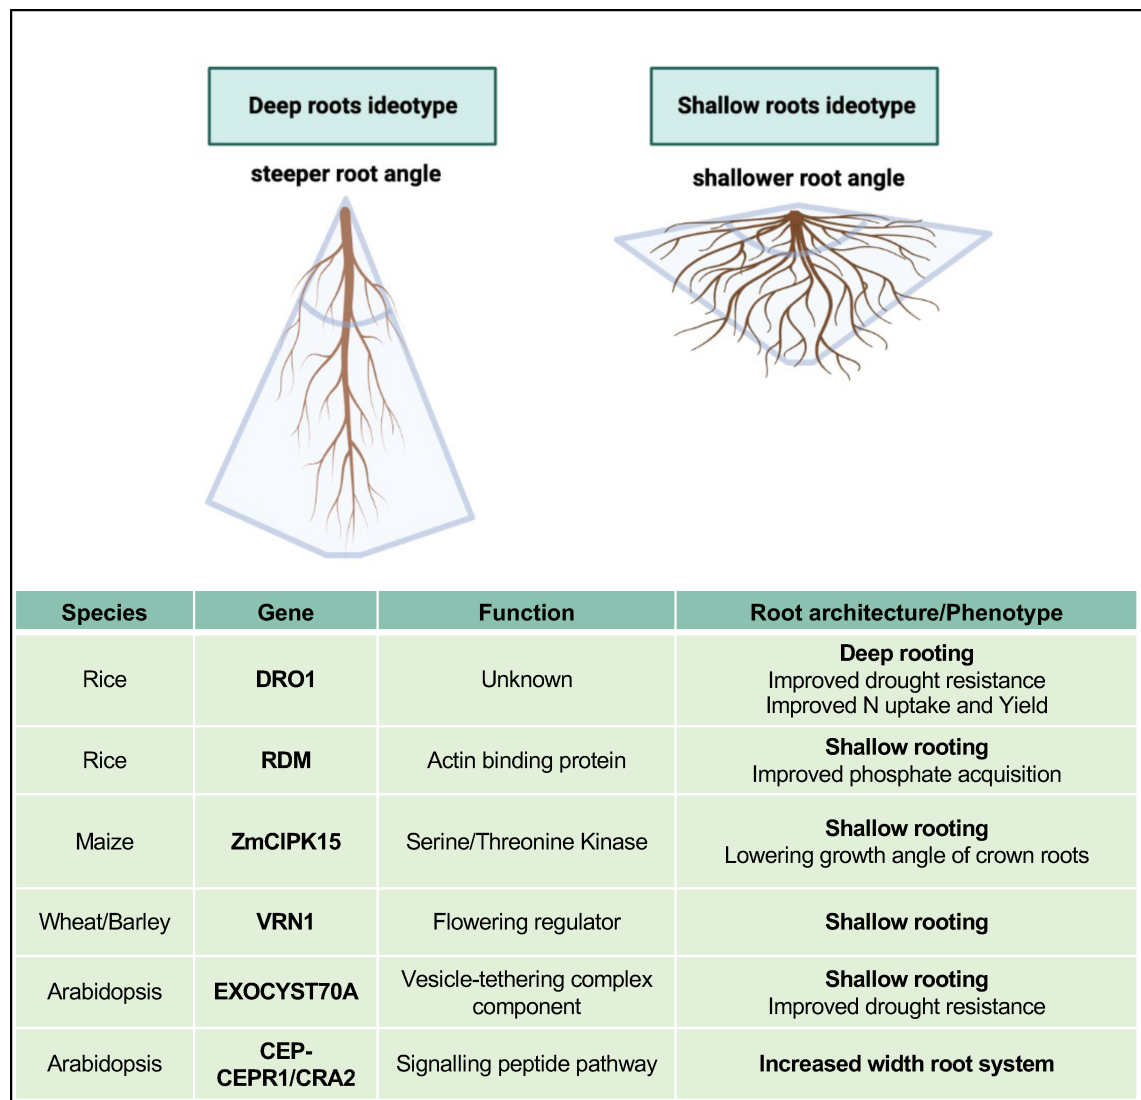 Deep roots ideotype
steeper root angle
Shallow roots ideotype
shallower root angle
Species Gene Function Root architecture/Phenotype
Rice DRO1 Unknown Deep rooting
Improved drought resistance
Improved N uptake and Yield
Rice RDM Actin binding protein Shallow rooting
Improved phosphate acquisition
Maize ZmCIPK15 Serine/Threonine Kinase Shallow rooting
Lowering growth angle of crown roots
Wheat/Barley VRN1 Flowering regulator Shallow rooting
Arabidopsis EXOCYST70A Vesicle-tethering complex
component
Shallow rooting
Improved drought resistance
Arabidopsis CEP-
CEPR1/CRA2
Signalling peptide pathway Increased width root system